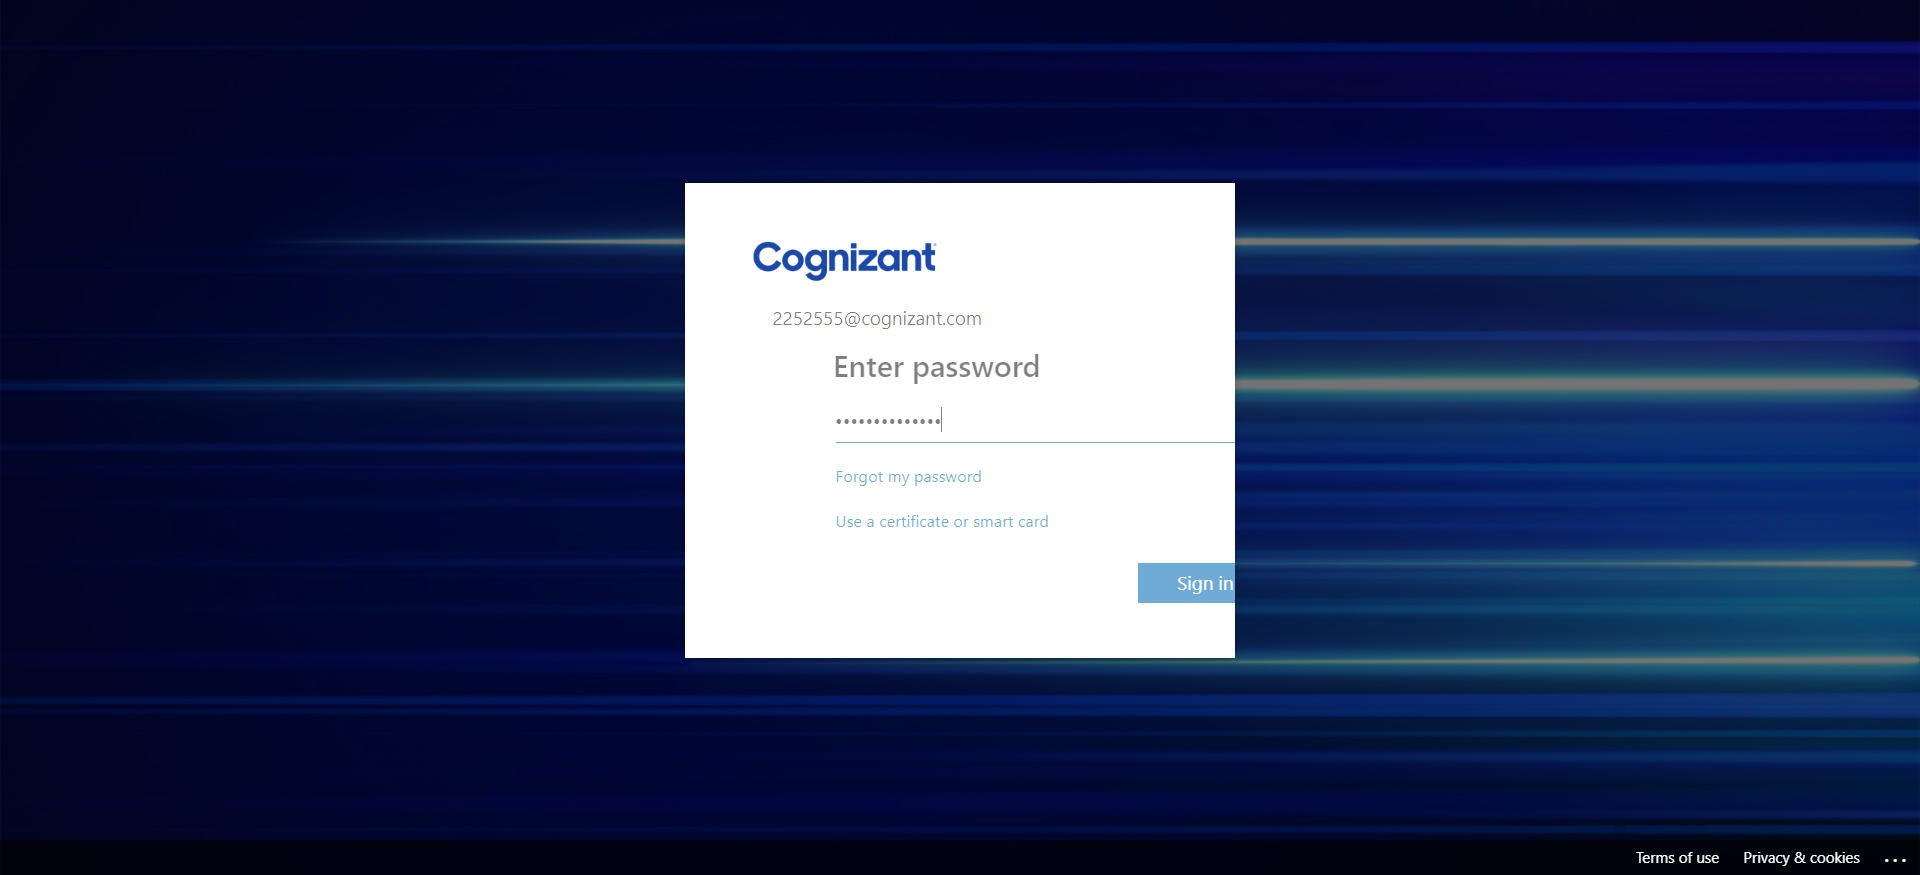 Cognizant
2252555@cognizant.com
Enter password
••••••••••••••
Forgot my password
Use a certificate or smart card
Sign in
Terms of use Privacy & cookies ...